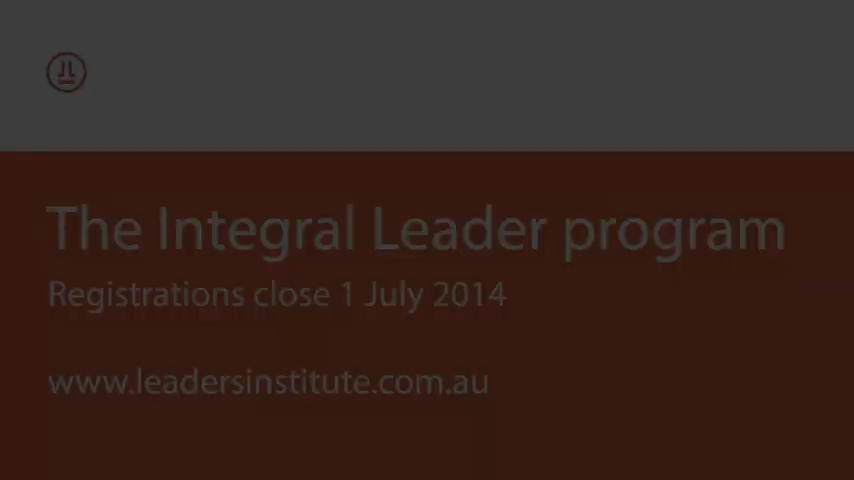 The Integral Leader program
Registrations close 1 July 2014
www.leadersinstitute.com.au